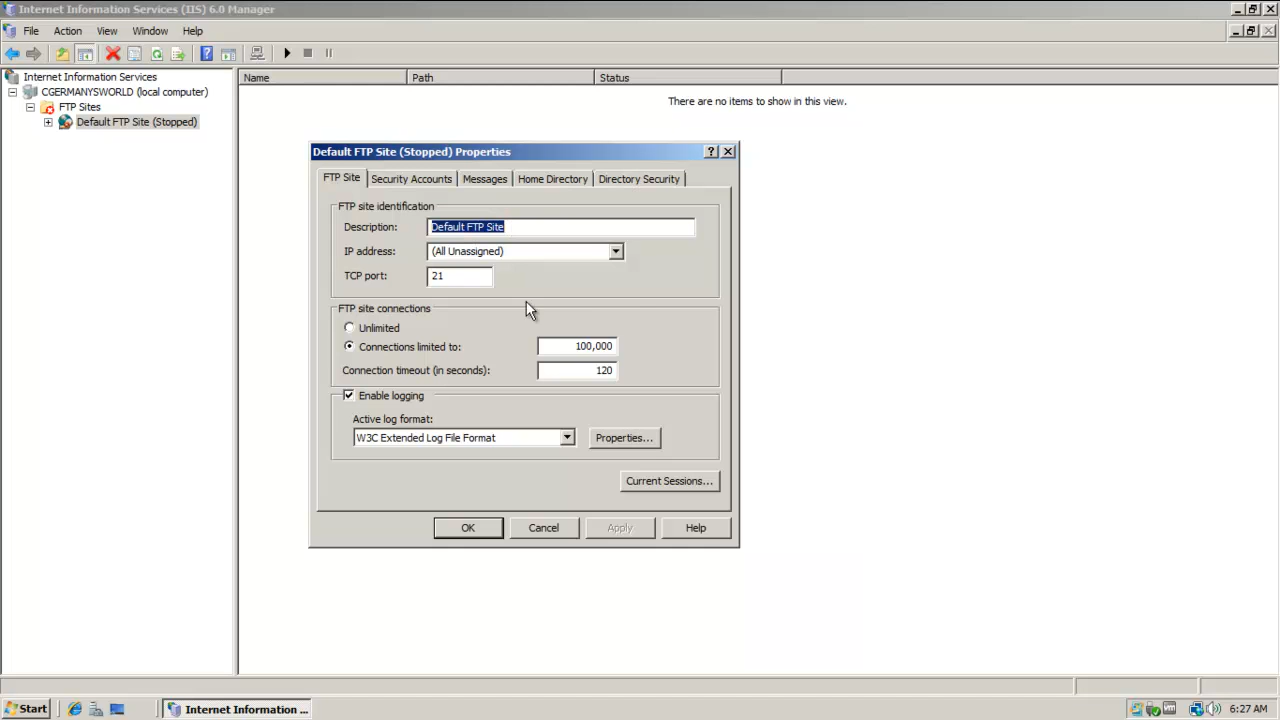 Internet Information Services (IIS) 6.0 Manager
File Action View Window Help
Internet Information Services
CGERMANYSWORLD (local computer)
FTP Sites
Default FTP Site (Stopped)
Name Path Status
There are no items to show in this view.
Default FTP Site (Stopped) Properties
FTP Site Security Accounts Messages Home Directory Directory Security
FTP site identification
Description: Default FTP Site
IP address: (All Unassigned)
TCP port: 21
FTP site connections
Unlimited
Connections limited to: 100,000
Connection timeout (in seconds): 120
Enable logging
Active log format:
W3C Extended Log File Format Properties...
Current Sessions...
OK Cancel Apply Help
Start Internet Information ... 6:27 AM